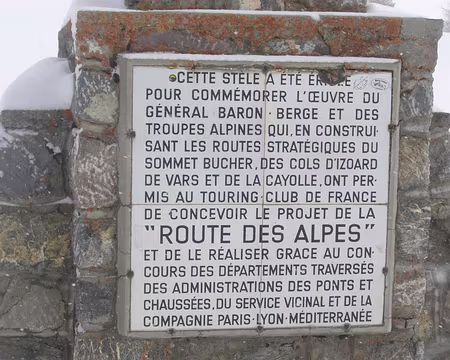 CETTE STÈLE A ÉTÉ
POUR COMMÉMORER L'ŒUVRE DU
GÉNÉRAL BARON·BERGE ET DES
TROUPES ALPINES QUI, EN CONSTRUI-
SANT LES ROUTES STRATÉGIQUES DU
SOMMET BUCHER, DES COLS D'IZOARD
DE VARS ET DE LA CAYOLLE, ONT PER-
MIS AU TOURING·CLUB DE FRANCE
DE CONCEVOIR LE PROJET DE LA
"ROUTE DES ALPES"
ET DE LE RÉALISER GRACE AU CON-
COURS DES DÉPARTEMENTS TRAVERSÉS
DES ADMINISTRATIONS DES PONTS ET
CHAUSSÉES, DU SERVICE VICINAL ET DE LA
COMPAGNIE PARIS·LYON·MÉDITERRANÉE